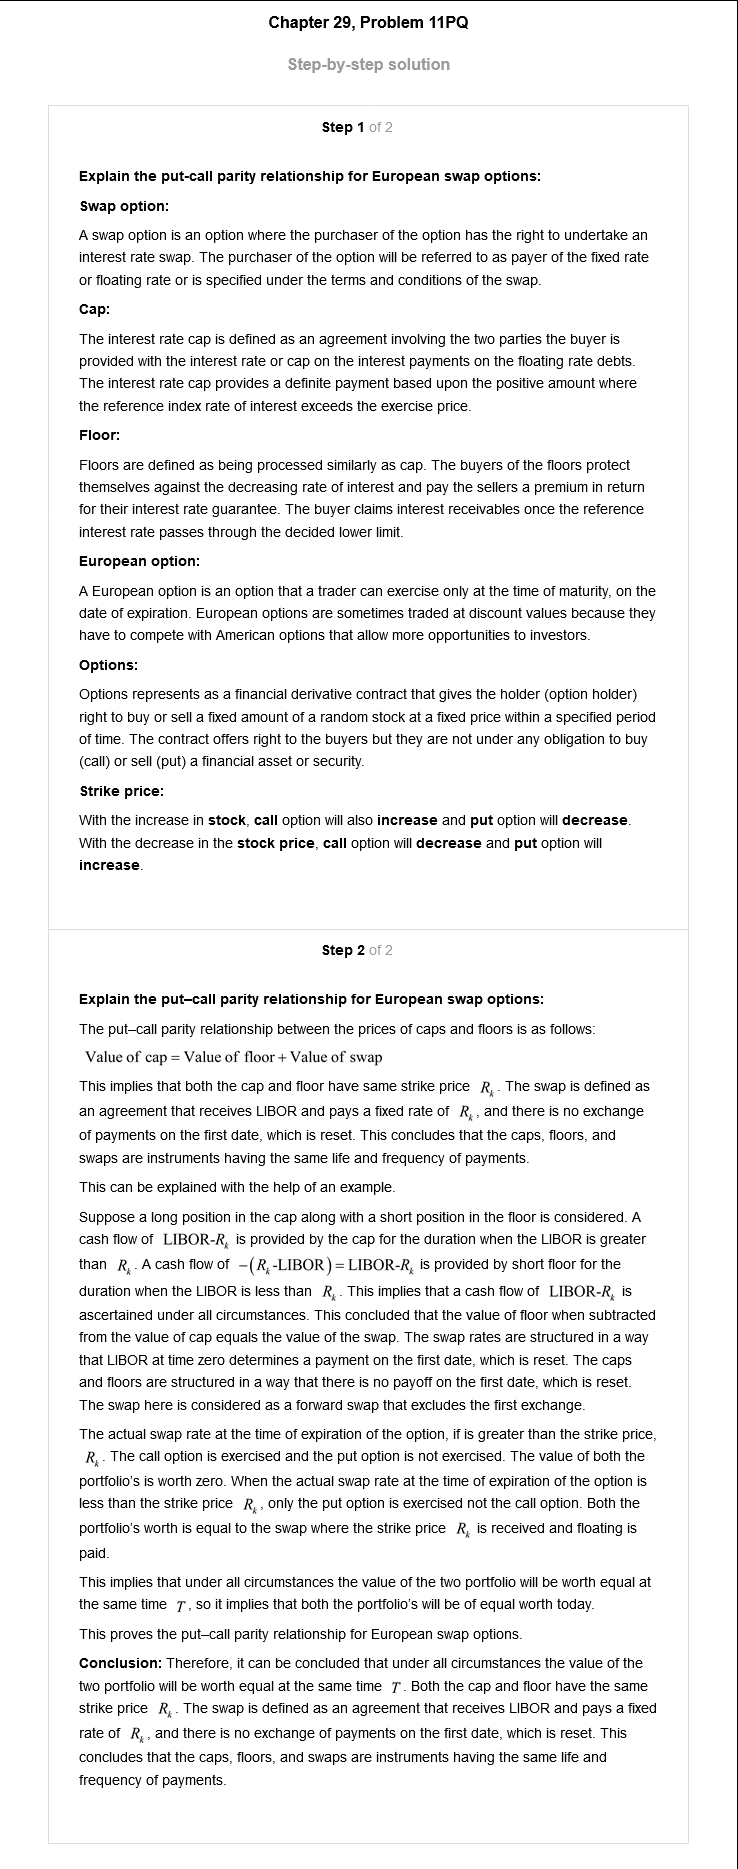 Chapter 29, Problem 11PQ
Step-by-step solution
Step 1 of 2
Explain the put-call parity relationship for European swap options:
Swap option:
A swap option is an option where the purchaser of the option has the right to undertake an
interest rate swap. The purchaser of the option will be referred to as payer of the fixed rate
or floating rate or is specified under the terms and conditions of the swap.
Cap:
The interest rate cap is defined as an agreement involving the two parties the buyer is
provided with the interest rate or cap on the interest payments on the floating rate debts.
The interest rate cap provides a definite payment based upon the positive amount where
the reference index rate of interest exceeds the exercise price.
Floor:
Floors are defined as being processed similarly as cap. The buyers of the floors protect
themselves against the decreasing rate of interest and pay the sellers a premium in return
for their interest rate guarantee. The buyer claims interest receivables once the reference
interest rate passes through the decided lower limit.
European option:
A European option is an option that a trader can exercise only at the time of maturity, on the
date of expiration. European options are sometimes traded at discount values because they
have to compete with American options that allow more opportunities to investors.
Options:
Options represents as a financial derivative contract that gives the holder (option holder)
right to buy or sell a fixed amount of a random stock at a fixed price within a specified period
of time. The contract offers right to the buyers but they are not under any obligation to buy
(call) or sell (put) a financial asset or security.
Strike price:
With the increase in stock, call option will also increase and put option will decrease.
With the decrease in the stock price, call option will decrease and put option will
increase.
Step 2 of 2
Explain the put–call parity relationship for European swap options:
The put–call parity relationship between the prices of caps and floors is as follows:
Value of cap = Value of floor + Value of swap
This implies that both the cap and floor have same strike price R_k. The swap is defined as
an agreement that receives LIBOR and pays a fixed rate of R_k, and there is no exchange
of payments on the first date, which is reset. This concludes that the caps, floors, and
swaps are instruments having the same life and frequency of payments.
This can be explained with the help of an example.
Suppose a long position in the cap along with a short position in the floor is considered. A
cash flow of LIBOR-R_k is provided by the cap for the duration when the LIBOR is greater
than R_k. A cash flow of −(R_k-LIBOR) = LIBOR-R_k is provided by short floor for the
duration when the LIBOR is less than R_k. This implies that a cash flow of LIBOR-R_k is
ascertained under all circumstances. This concluded that the value of floor when subtracted
from the value of cap equals the value of the swap. The swap rates are structured in a way
that LIBOR at time zero determines a payment on the first date, which is reset. The caps
and floors are structured in a way that there is no payoff on the first date, which is reset.
The swap here is considered as a forward swap that excludes the first exchange.
The actual swap rate at the time of expiration of the option, if is greater than the strike price,
R_k. The call option is exercised and the put option is not exercised. The value of both the
portfolio's is worth zero. When the actual swap rate at the time of expiration of the option is
less than the strike price R_k, only the put option is exercised not the call option. Both the
portfolio's worth is equal to the swap where the strike price R_k is received and floating is
paid.
This implies that under all circumstances the value of the two portfolio will be worth equal at
the same time T, so it implies that both the portfolio's will be of equal worth today.
This proves the put–call parity relationship for European swap options.
Conclusion: Therefore, it can be concluded that under all circumstances the value of the
two portfolio will be worth equal at the same time T. Both the cap and floor have the same
strike price R_k. The swap is defined as an agreement that receives LIBOR and pays a fixed
rate of R_k, and there is no exchange of payments on the first date, which is reset. This
concludes that the caps, floors, and swaps are instruments having the same life and
frequency of payments.